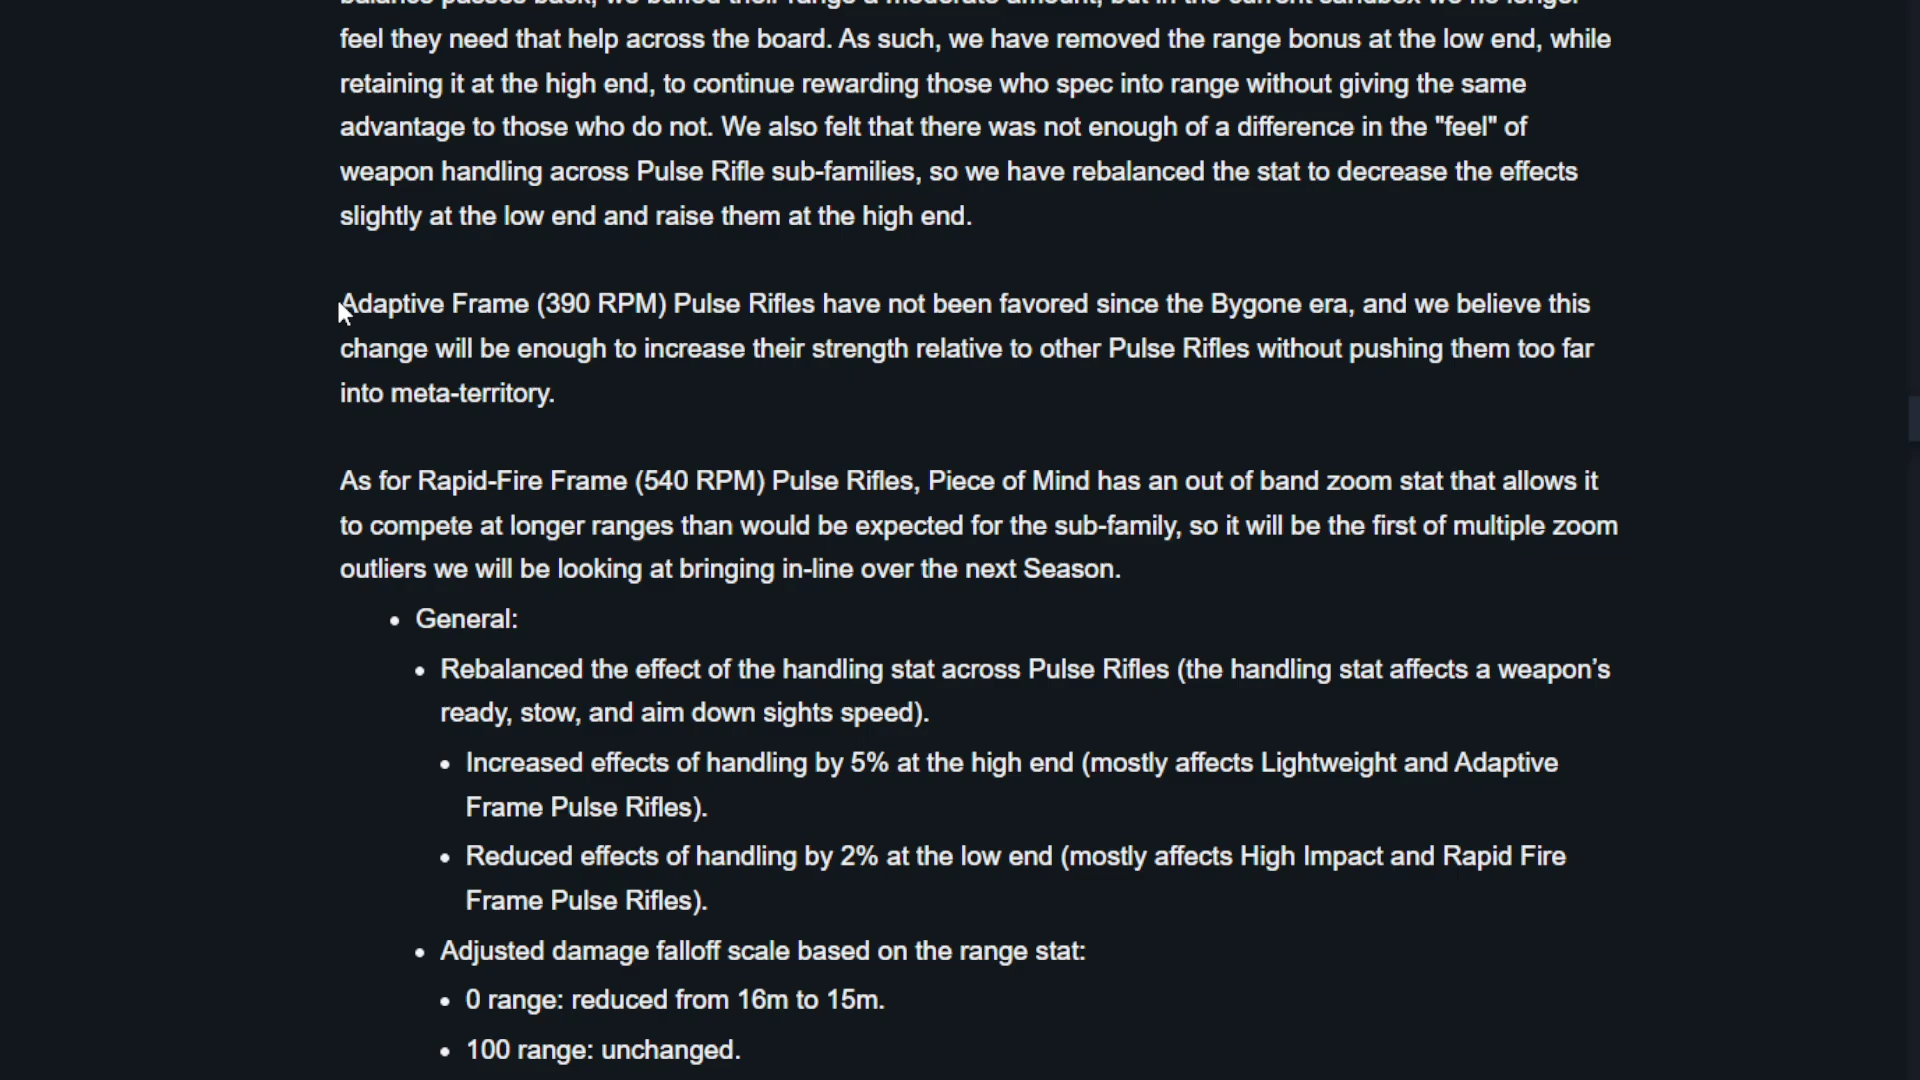 feel they need that help across the board. As such, we have removed the range bonus at the low end, while
retaining it at the high end, to continue rewarding those who spec into range without giving the same
advantage to those who do not. We also felt that there was not enough of a difference in the "feel" of
weapon handling across Pulse Rifle sub-families, so we have rebalanced the stat to decrease the effects
slightly at the low end and raise them at the high end.
Adaptive Frame (390 RPM) Pulse Rifles have not been favored since the Bygone era, and we believe this
change will be enough to increase their strength relative to other Pulse Rifles without pushing them too far
into meta-territory.
As for Rapid-Fire Frame (540 RPM) Pulse Rifles, Piece of Mind has an out of band zoom stat that allows it
to compete at longer ranges than would be expected for the sub-family, so it will be the first of multiple zoom
outliers we will be looking at bringing in-line over the next Season.
• General:
• Rebalanced the effect of the handling stat across Pulse Rifles (the handling stat affects a weapon’s
ready, stow, and aim down sights speed).
• Increased effects of handling by 5% at the high end (mostly affects Lightweight and Adaptive
Frame Pulse Rifles).
• Reduced effects of handling by 2% at the low end (mostly affects High Impact and Rapid Fire
Frame Pulse Rifles).
• Adjusted damage falloff scale based on the range stat:
• 0 range: reduced from 16m to 15m.
• 100 range: unchanged.